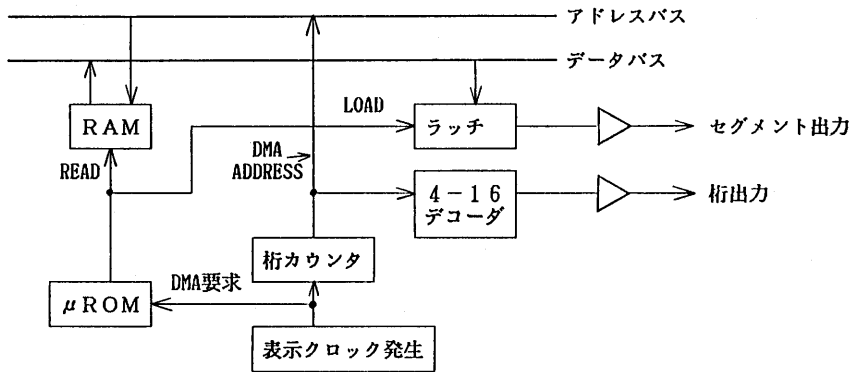 アドレスバス
データバス
LOAD
RAM
ラッチ
セグメント出力
READ
DMA
ADDRESS
4-16
デコーダ
桁出力
桁カウンタ
DMA要求
μROM
表示クロック発生